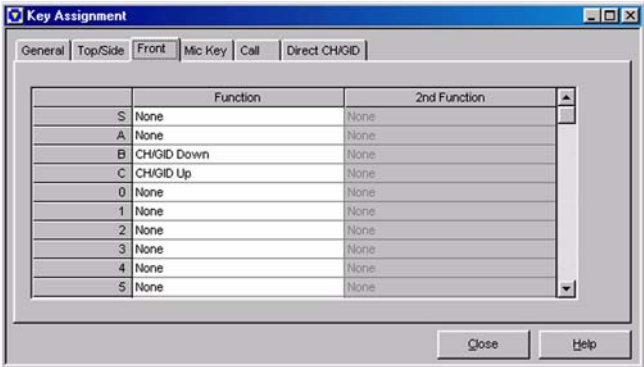 Key Assignment
General Top/Side Front Mic Key Call Direct CH/GID
Function 2nd Function
S None None
A None None
B CH/GID Down None
C CH/GID Up None
0 None None
1 None None
2 None None
3 None None
4 None None
5 None None
Close Help